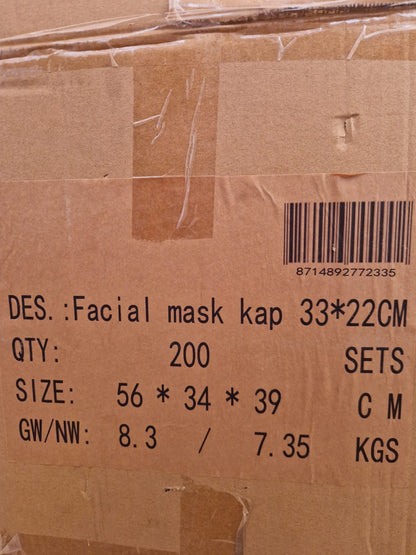 8714892772335
DES.:Facial mask kap 33*22CM
QTY: 200 SETS
SIZE: 56 * 34 * 39 C M
GW/NW: 8.3 / 7.35 KGS